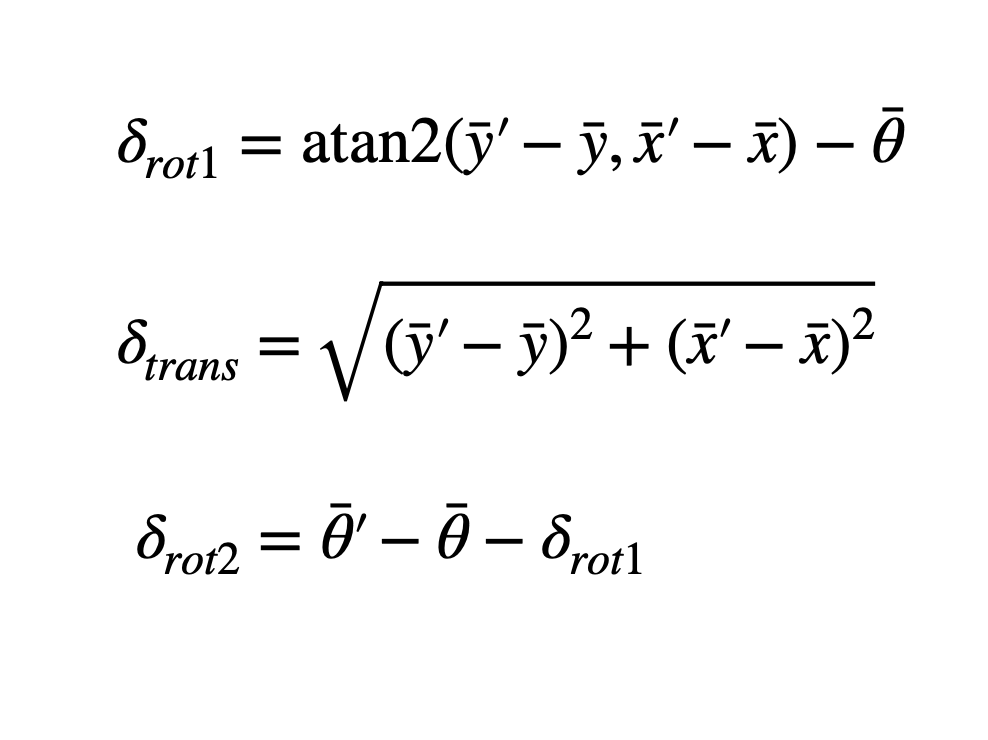 δ_rot1 = atan2(ȳ′ − ȳ, x̄′ − x̄) − θ̄
δ_trans = √((ȳ′ − ȳ)² + (x̄′ − x̄)²)
δ_rot2 = θ̄′ − θ̄ − δ_rot1